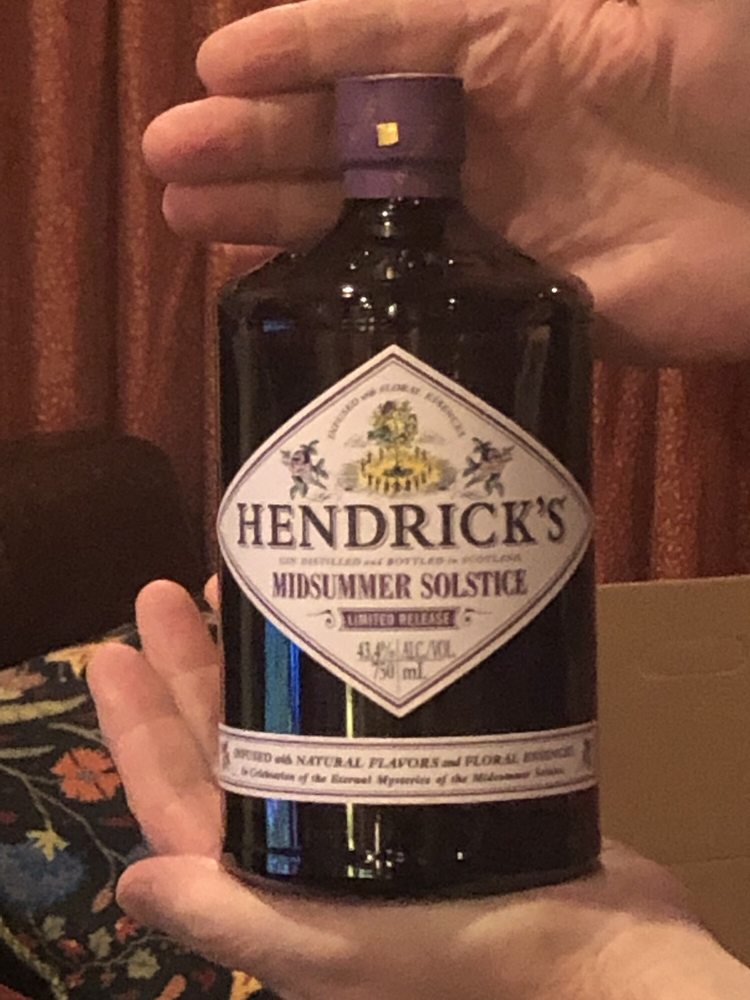 INFUSED with FLORAL ESSENCES
HENDRICK'S
GIN DISTILLED and BOTTLED in SCOTLAND
MIDSUMMER SOLSTICE
LIMITED RELEASE
43.4% ALC/VOL.
750 mL
INFUSED with NATURAL FLAVORS and FLORAL ESSENCES
in Celebration of the Eternal Mysteries of the Midsummer Solstice